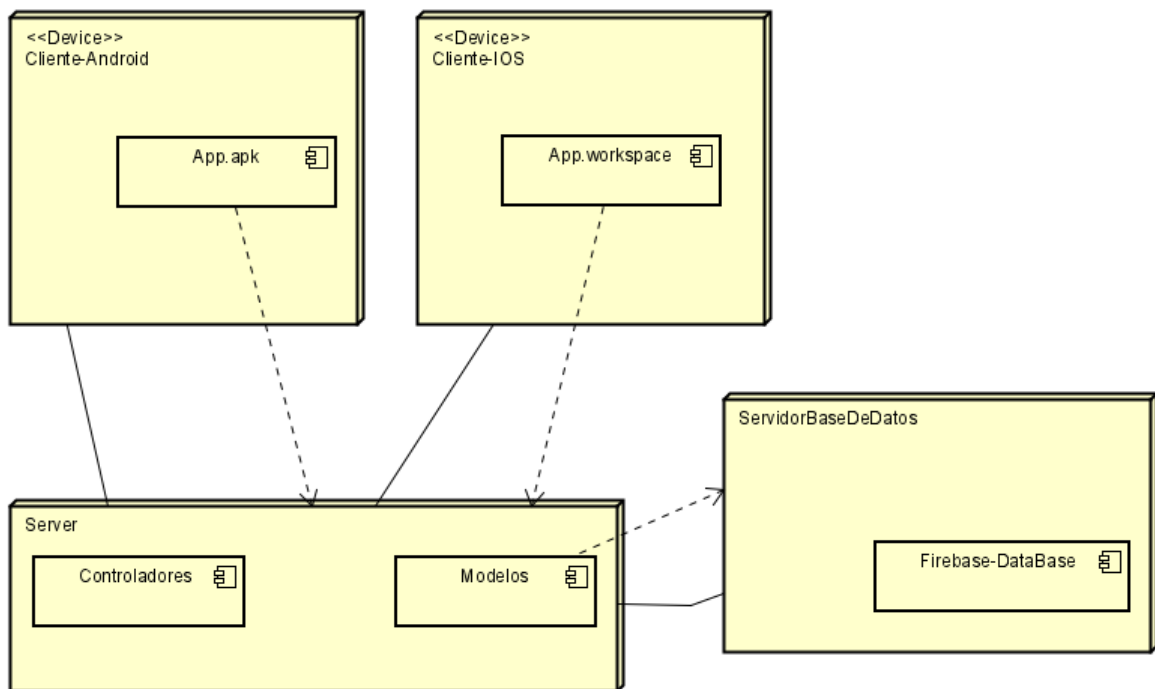 <<Device>>
Cliente-Android
App.apk
<<Device>>
Cliente-IOS
App.workspace
ServidorBaseDeDatos
Firebase-DataBase
Server
Controladores
Modelos